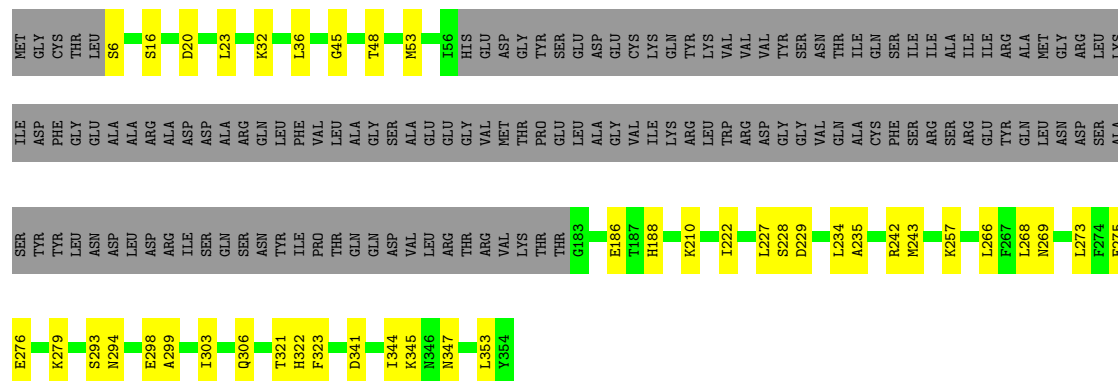 MET GLY CYS THR LEU S6 S16 D20 L23 K32 L36 G45 T48 M53 I56 HIS GLU ASP GLY TYR SER GLU ASP GLU CYS LYS GLN TYR LYS VAL VAL VAL TYR SER ASN THR ILE GLN SER ILE ILE ALA ILE ILE ARG ALA MET GLY ARG LEU LYS
ILE ASP PHE GLY GLU ALA ALA ARG ALA ASP ASP ALA ARG GLN LEU PHE VAL LEU ALA GLY SER ALA GLU GLU GLY VAL MET THR PRO GLU LEU ALA GLY VAL ILE LYS ARG LEU TRP ARG ASP GLY GLY VAL GLN ALA CYS PHE SER ARG SER ARG GLU TYR GLN LEU ASN ASP SER ALA
SER TYR TYR LEU ASN ASP LEU ASP ARG ILE SER GLN SER ASN TYR ILE PRO THR GLN GLN ASP VAL LEU ARG THR ARG VAL LYS THR THR G183 E186 T187 H188 K210 I222 L227 S228 D229 L234 A235 R242 M243 K257 L266 F267 L268 N269 L273 F274 E275
E276 K279 S293 N294 E298 A299 I303 Q306 T321 H322 F323 D341 I344 K345 N346 N347 L353 Y354